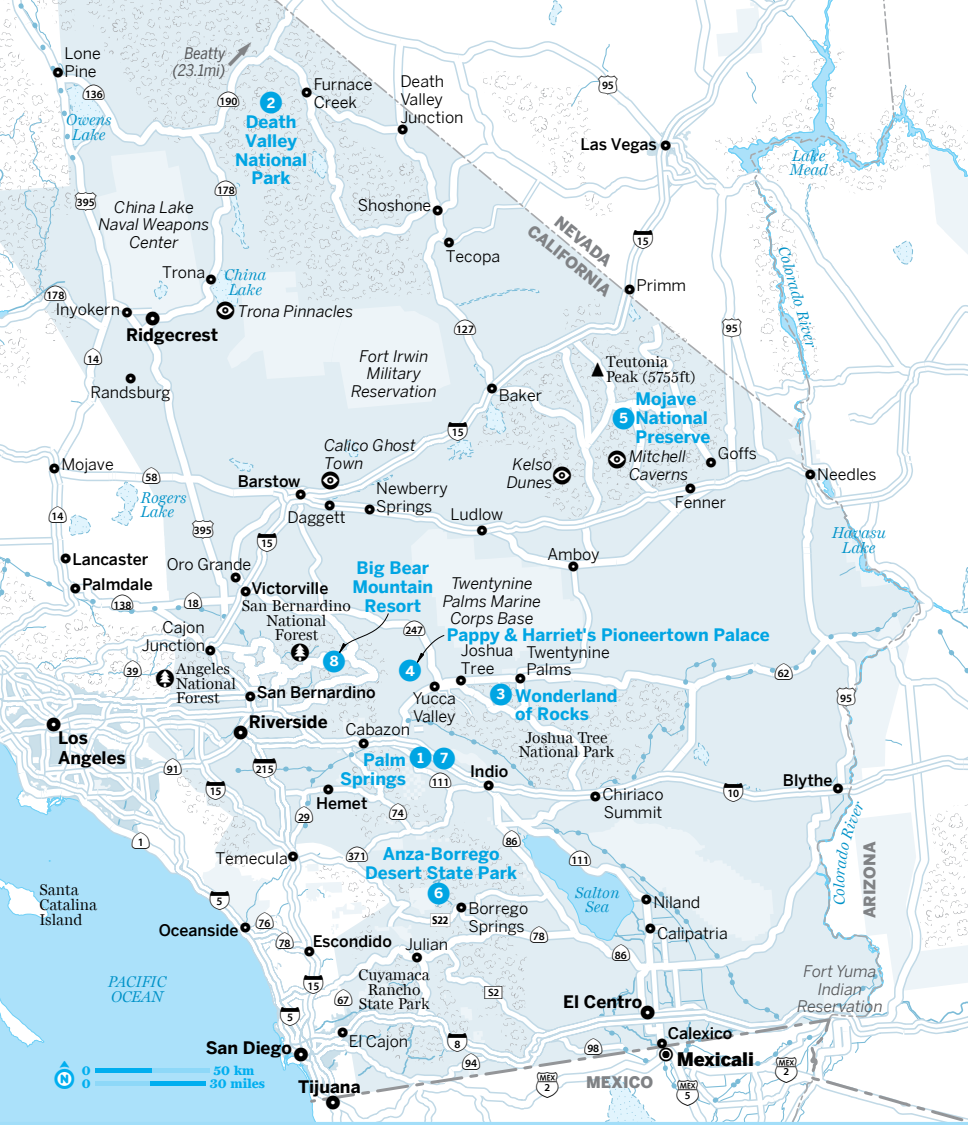 Lone
Pine
136
Beatty
(23.1mi)
190
Owens
Lake
2
Death
Valley
National
Park
Furnace
Creek
Death
Valley
Junction
95
Las Vegas
Lake
Mead
395
178
China Lake
Naval Weapons
Center
Shoshone
Tecopa
NEVADA
CALIFORNIA
15
Colorado River
Trona
China
Lake
Primm
178
Inyokern
Trona Pinnacles
Ridgecrest
127
95
14
Fort Irwin
Military
Reservation
Teutonia
Peak (5755ft)
Randsburg
Baker
5
Mojave
National
Preserve
15
Calico Ghost
Town
Kelso
Dunes
Mitchell
Caverns
Goffs
Mojave
58
Barstow
Needles
Rogers
Lake
Newberry
Springs
Fenner
Daggett
14
395
Ludlow
15
Havasu
Lake
Lancaster
Oro Grande
Amboy
Palmdale
Victorville
Big Bear
Mountain
Resort
Twentynine
Palms Marine
Corps Base
138
18
San Bernardino
National
Forest
247
Pappy & Harriet's Pioneertown Palace
Cajon
Junction
8
4
Joshua
Tree
Twentynine
Palms
39
Angeles
National
Forest
62
San Bernardino
Yucca
Valley
3
Wonderland
of Rocks
95
Los
Angeles
Riverside
Cabazon
Joshua Tree
National Park
Palm
Springs
1
7
91
215
111
Indio
Blythe
15
10
Hemet
Chiriaco
Summit
29
74
1
86
Colorado River
Temecula
371
Anza-Borrego
Desert State Park
111
ARIZONA
Santa
Catalina
Island
5
6
Salton
Sea
Niland
Oceanside
76
S22
Borrego
Springs
78
Calipatria
78
Escondido
Julian
86
PACIFIC
OCEAN
15
Cuyamaca
Rancho
State Park
S2
Fort Yuma
Indian
Reservation
67
El Centro
5
El Cajon
8
Calexico
San Diego
98
94
Mexicali
N
0
50 km
0
30 miles
MEX
2
MEXICO
MEX
2
Tijuana
MEX
5